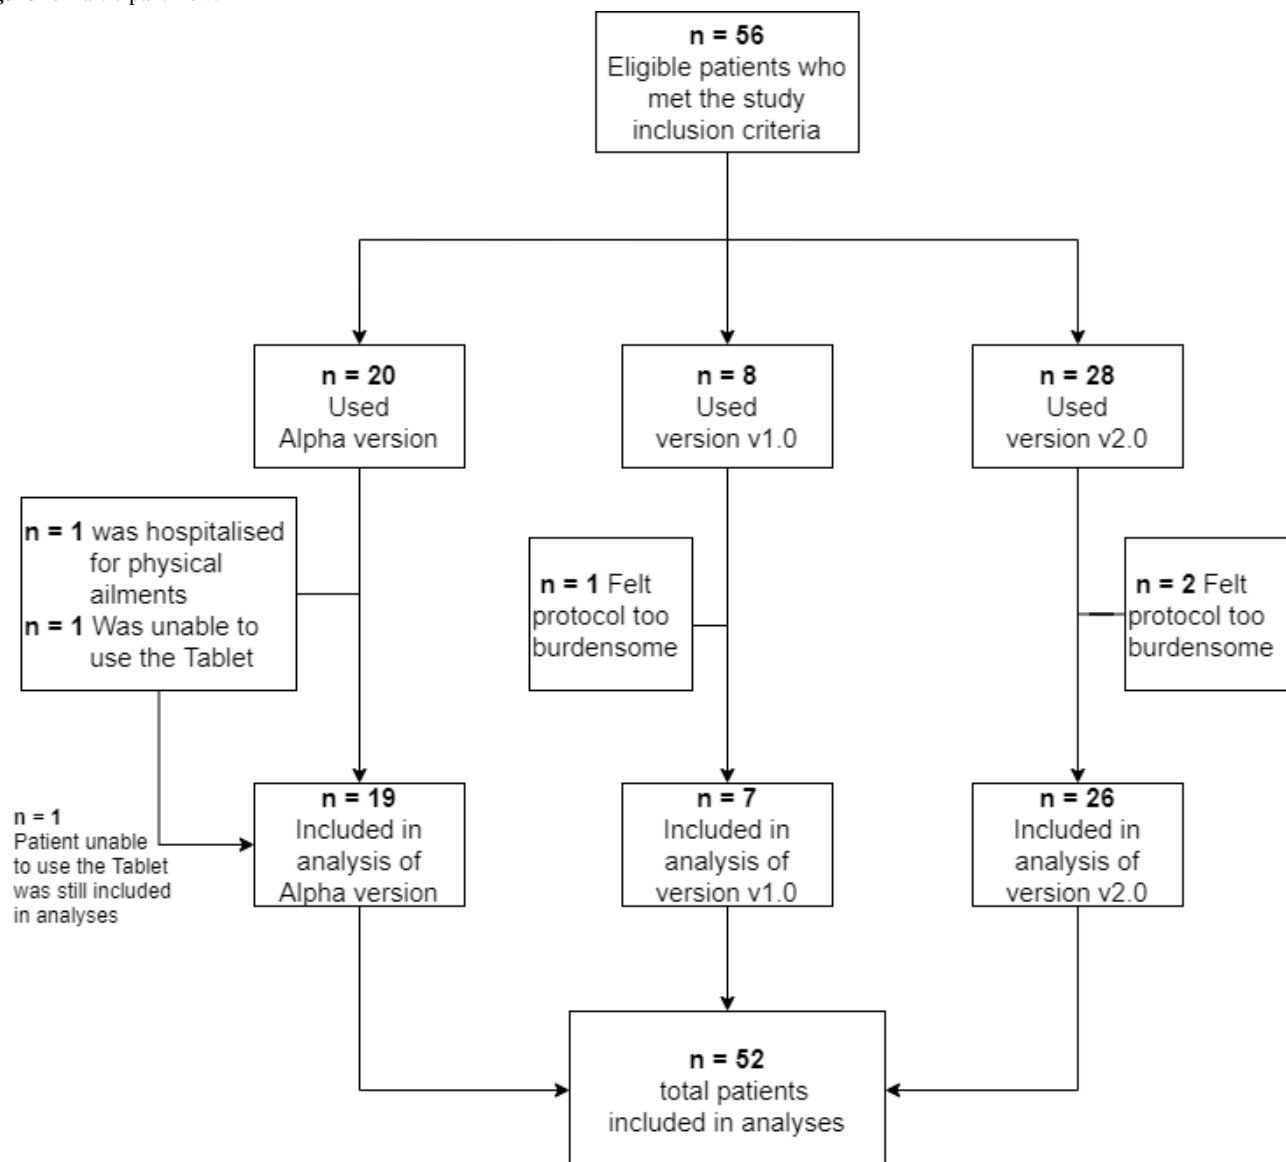 n = 56
Eligible patients who
met the study
inclusion criteria
n = 20
Used
Alpha version
n = 8
Used
version v1.0
n = 28
Used
version v2.0
n = 1 was hospitalised
for physical
ailments
n = 1 Was unable to
use the Tablet
n = 1 Felt
protocol too
burdensome
n = 2 Felt
protocol too
burdensome
n = 1
Patient unable
to use the Tablet
was still included
in analyses
n = 19
Included in
analysis of
Alpha version
n = 7
Included in
analysis of
version v1.0
n = 26
Included in
analysis of
version v2.0
n = 52
total patients
included in analyses